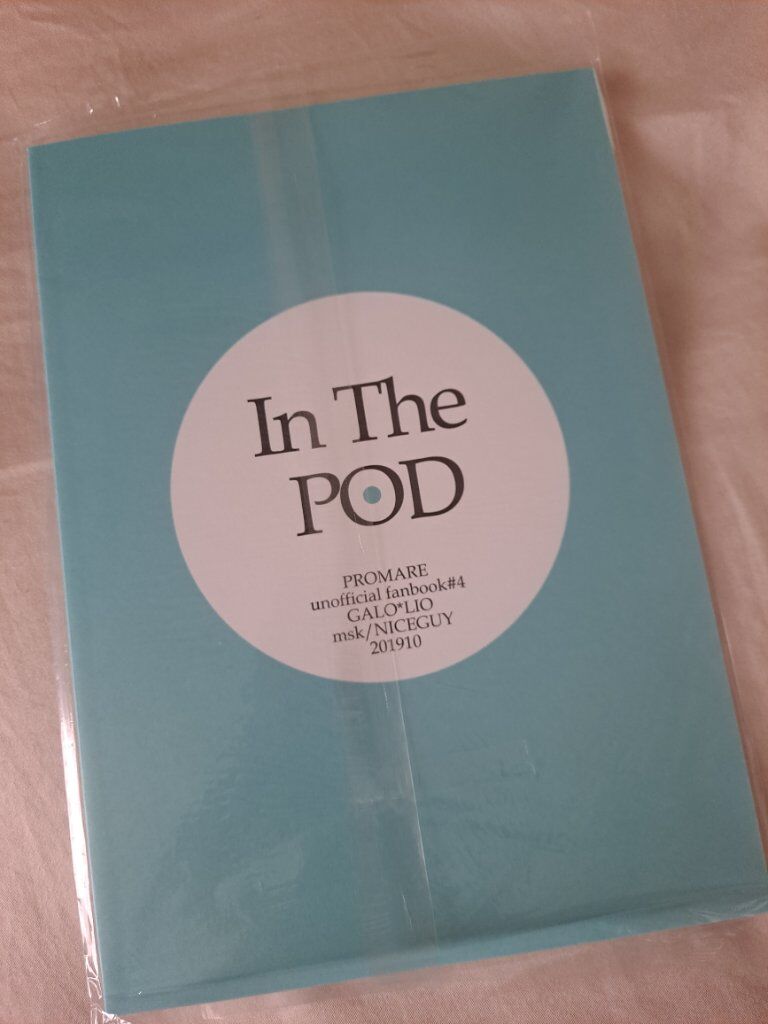 In The
POD
PROMARE
unofficial fanbook#4
GALO*LIO
msk/NICEGUY
201910